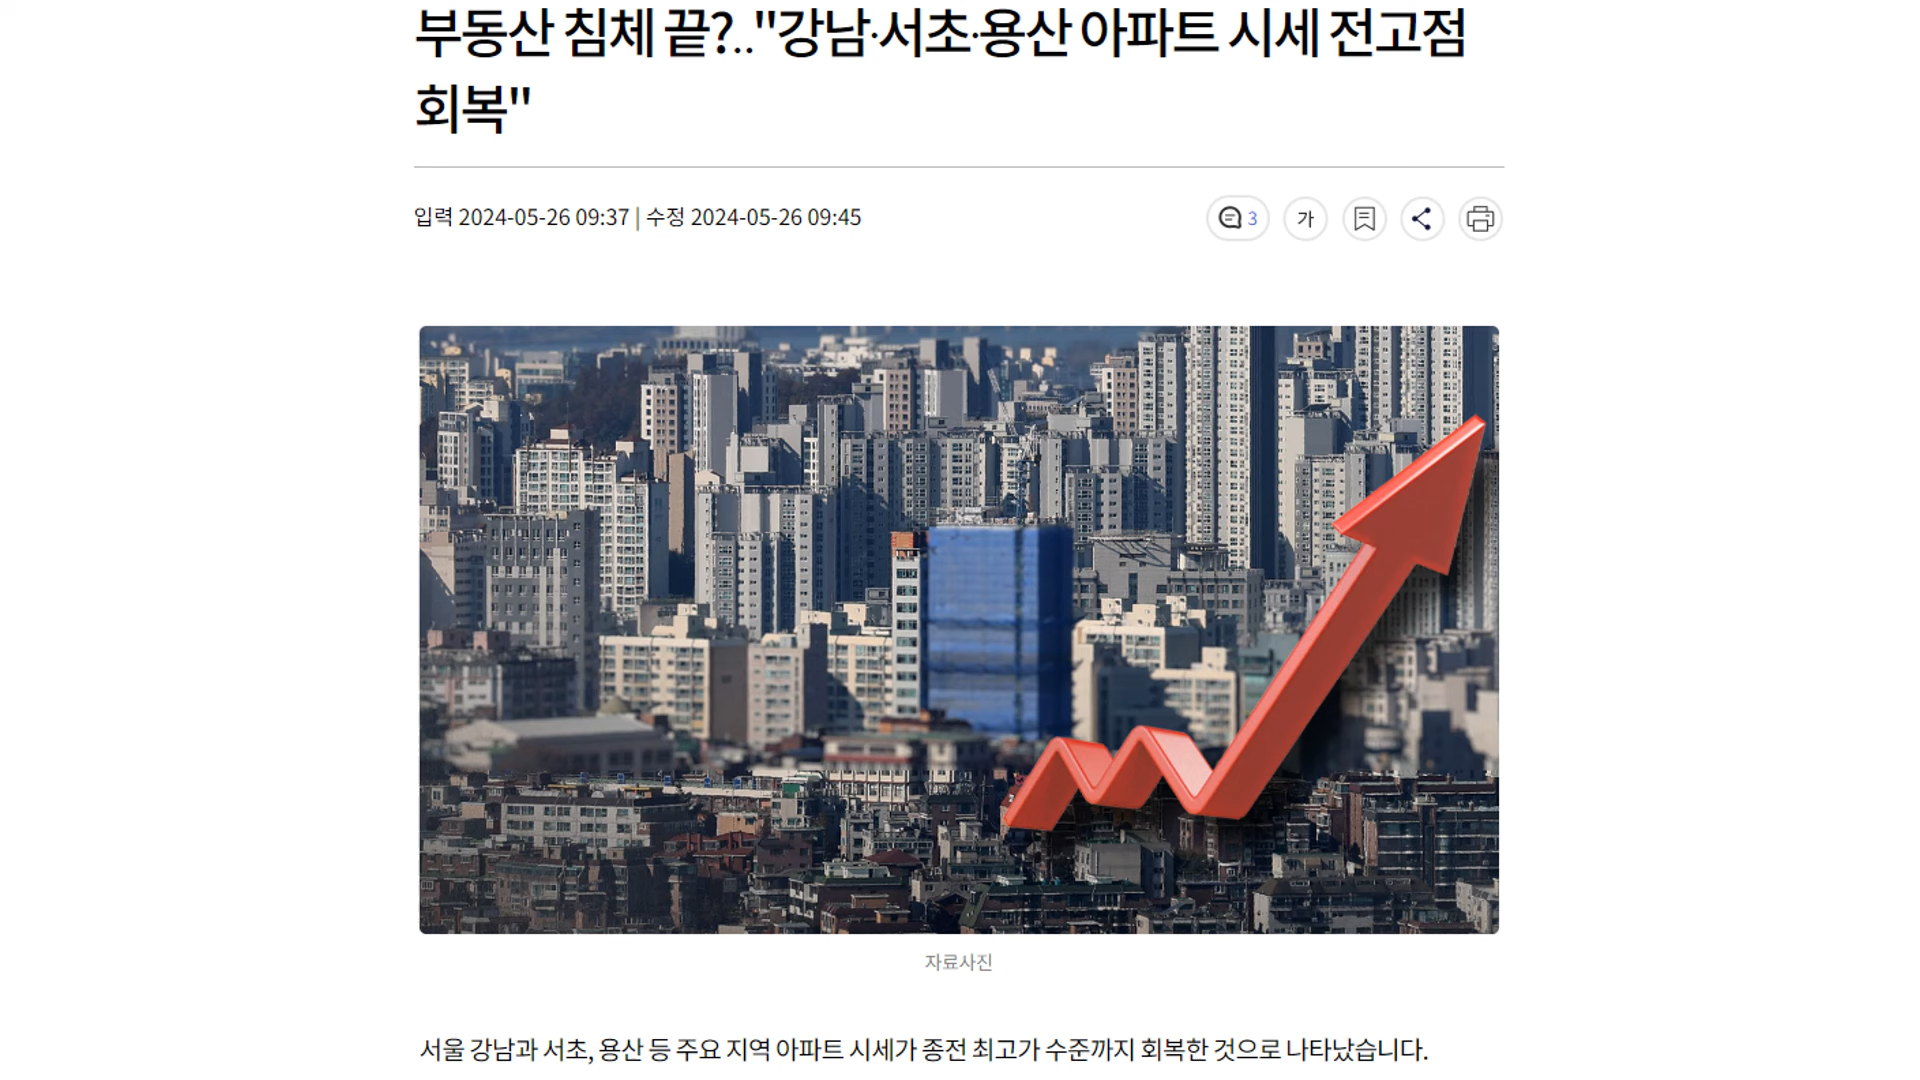 부동산 침체 끝?.."강남·서초·용산 아파트 시세 전고점
회복"
입력 2024-05-26 09:37 | 수정 2024-05-26 09:45
3
가
자료사진
서울 강남과 서초, 용산 등 주요 지역 아파트 시세가 종전 최고가 수준까지 회복한 것으로 나타났습니다.